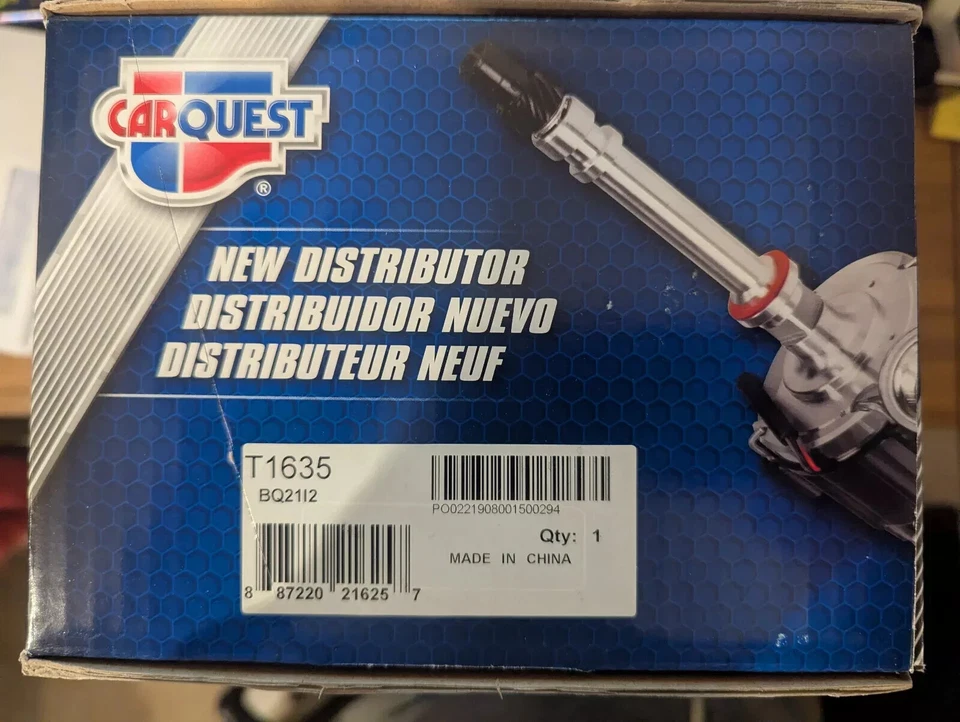 CARQUEST
®
NEW DISTRIBUTOR
DISTRIBUIDOR NUEVO
DISTRIBUTEUR NEUF
T1635
BQ21I2
PO0221908001500294
Qty: 1
MADE IN CHINA
8 87220 21625 7